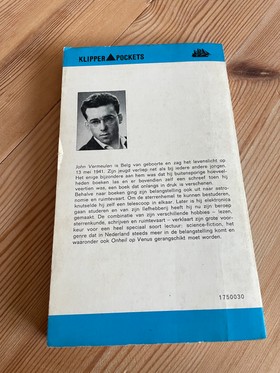 KLIPPER POCKETS
John Vermeulen is Belg van geboorte en zag het levenslicht op
13 mei 1941. Zijn jeugd verliep net als bij iedere andere jongen.
Het enige bijzondere aan hem was dat hij buitensporige hoeveel-
heden boeken las en er bovendien zelf een schreef toen hij
veertien was, een boek dat onlangs in druk is verschenen.
Behalve naar boeken ging zijn belangstelling ook uit naar astro-
nomie en ruimtevaart. Om de sterrenhemel te kunnen bestuderen,
knutselde hij zelf een telescoop in elkaar. Later is hij elektronica
gaan studeren en van zijn liefhebberij heeft hij nu zijn beroep
gemaakt. De combinatie van zijn verschillende hobbies – lezen,
sterrenkunde, schrijven en ruimtevaart – verklaart zijn grote voor-
keur voor een heel speciaal soort lectuur: science-fiction, het
genre dat in Nederland steeds meer in de belangstelling komt en
waaronder ook Onheil op Venus gerangschikt moet worden.
1750030